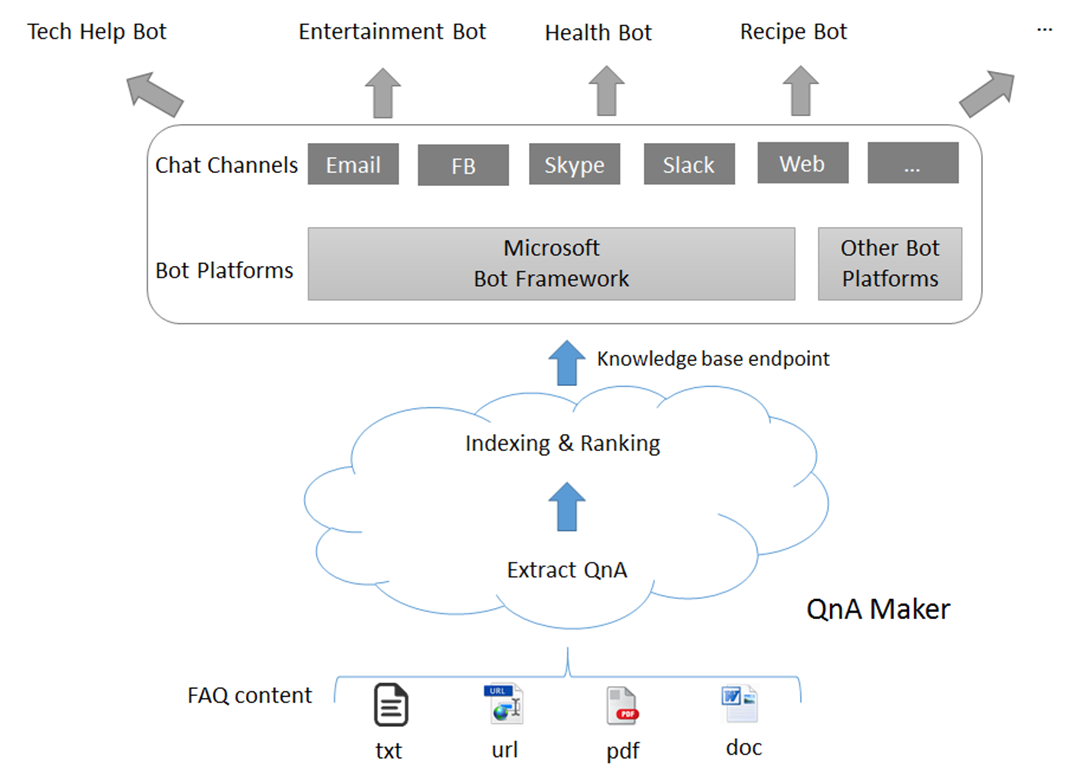 Tech Help Bot
Entertainment Bot
Health Bot
Recipe Bot
...
Chat Channels
Email
FB
Skype
Slack
Web
...
Bot Platforms
Microsoft
Bot Framework
Other Bot
Platforms
Knowledge base endpoint
Indexing & Ranking
Extract QnA
QnA Maker
FAQ content
URL
PDF
W
txt
url
pdf
doc